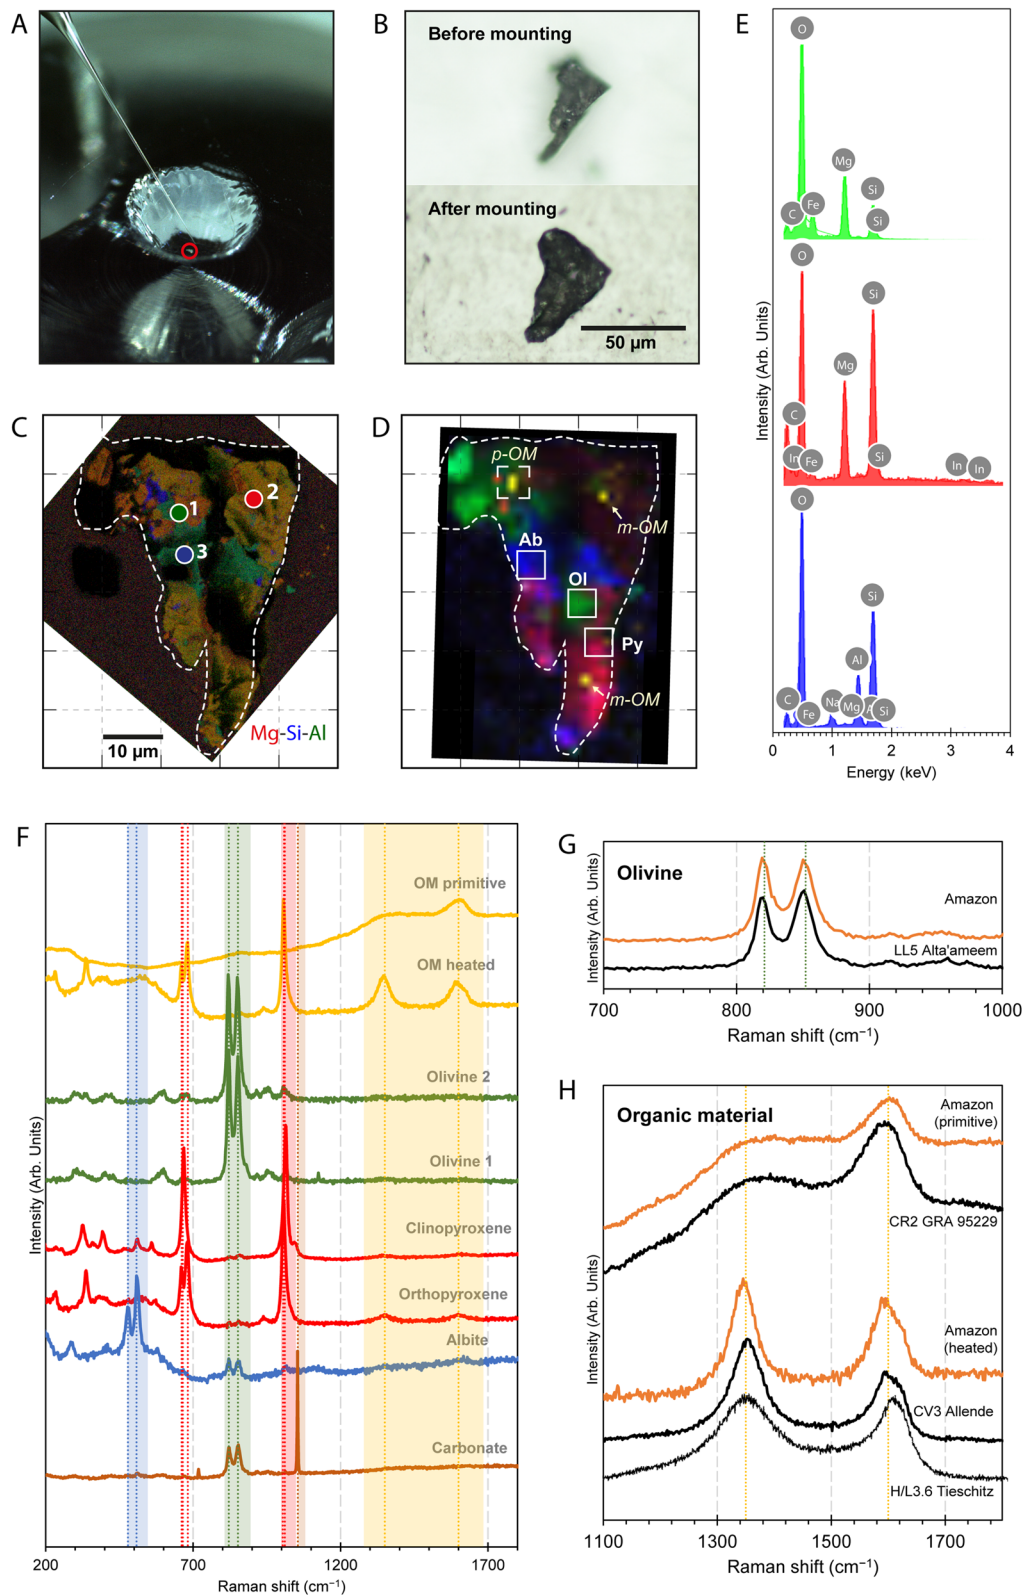 A
B
Before mounting
After mounting
50 μm
C
1
2
3
10 μm
Mg-Si-Al
D
p-OM
m-OM
Ab
Ol
Py
m-OM
E
O
Mg
Si
C
Fe
Si
O
Si
Mg
C
In
Fe
Si
In
In
O
Si
Al
C
Fe
Na
Mg
Si
Intensity (Arb. Units)
0 1 2 3 4
Energy (keV)
F
OM primitive
OM heated
Olivine 2
Olivine 1
Clinopyroxene
Orthopyroxene
Albite
Carbonate
Intensity (Arb. Units)
200 700 1200 1700
Raman shift (cm⁻¹)
G
Olivine
Amazon
LL5 Alta'ameem
Intensity (Arb. Units)
700 800 900 1000
Raman shift (cm⁻¹)
H
Organic material
Amazon
(primitive)
CR2 GRA 95229
Amazon
(heated)
CV3 Allende
H/L3.6 Tieschitz
Intensity (Arb. Units)
Intensity (Arb. Units)
1100 1300 1500 1700
Raman shift (cm⁻¹)